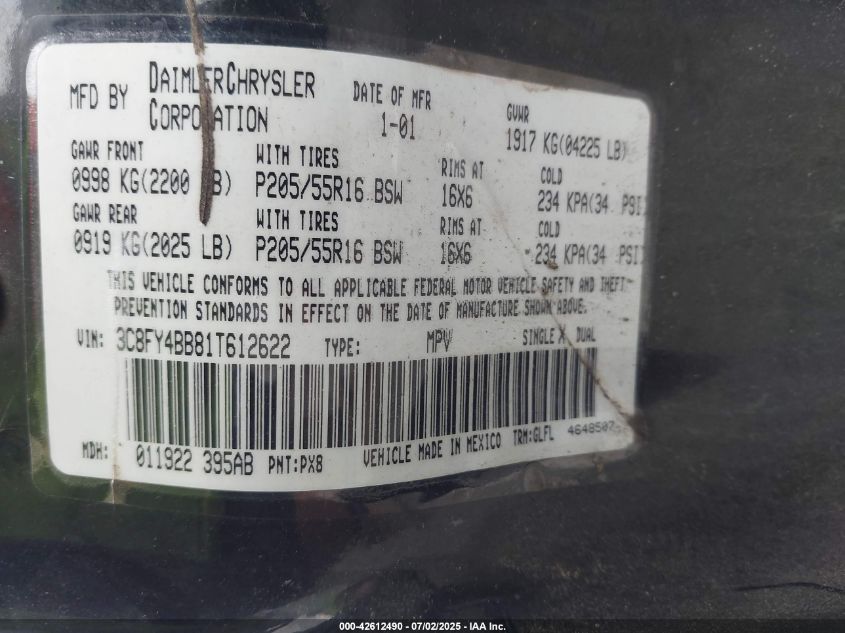 MFD BY DAIMLERCHRYSLER CORPORATION
DATE OF MFR 1-01
GVWR 1917 KG(04225 LB)
GAWR FRONT WITH TIRES RIMS AT COLD
0998 KG(2200 LB) P205/55R16 BSW 16X6 234 KPA(34 PSI)
GAWR REAR WITH TIRES RIMS AT COLD
0919 KG(2025 LB) P205/55R16 BSW 16X6 234 KPA(34 PSI)
THIS VEHICLE CONFORMS TO ALL APPLICABLE FEDERAL MOTOR VEHICLE SAFETY AND THEFT
PREVENTION STANDARDS IN EFFECT ON THE DATE OF MANUFACTURE SHOWN ABOVE.
VIN: 3C8FY4BB81T612622 TYPE: MPV SINGLE X DUAL
MDH: 011922 395AB PNT:PX8 VEHICLE MADE IN MEXICO TRM:GLFL
000-42612490 - 07/02/2025 - IAA Inc.